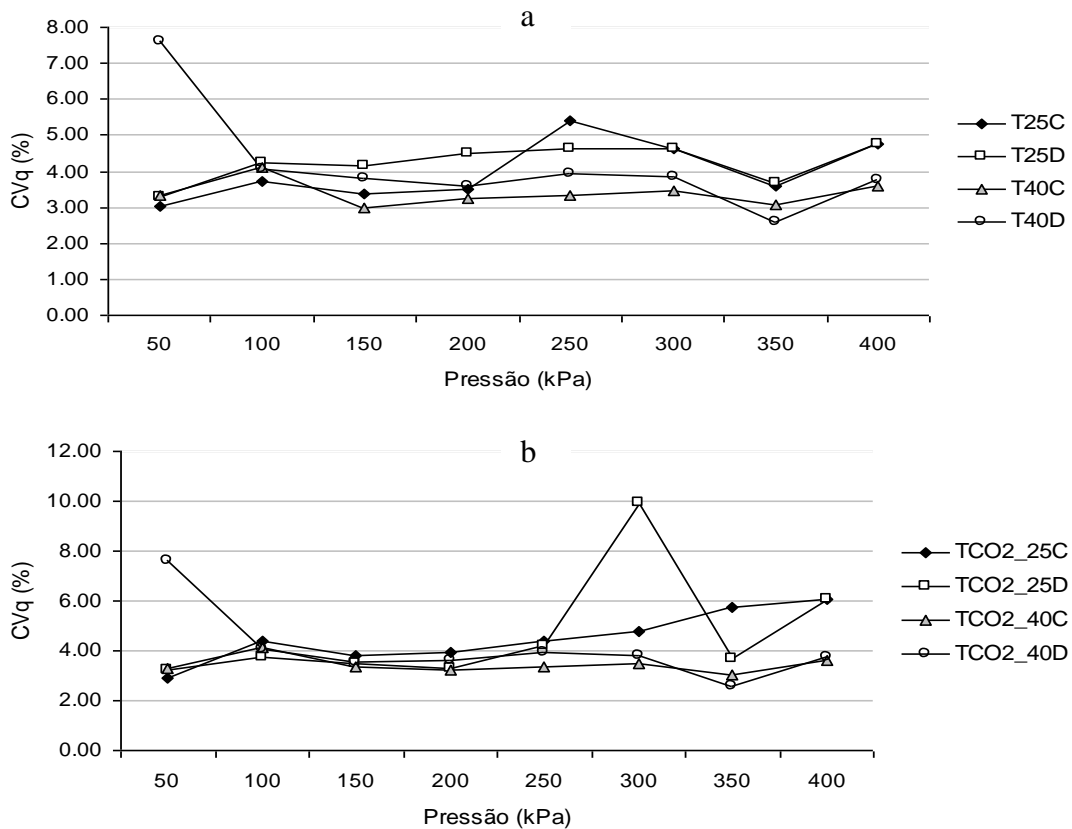 a
8.00
7.00
6.00
5.00
4.00
3.00
2.00
1.00
0.00
CVq (%)
50 100 150 200 250 300 350 400
Pressão (kPa)
T25C
T25D
T40C
T40D
b
12.00
10.00
8.00
6.00
4.00
2.00
0.00
CVq (%)
50 100 150 200 250 300 350 400
Pressão (kPa)
TCO2_25C
TCO2_25D
TCO2_40C
TCO2_40D